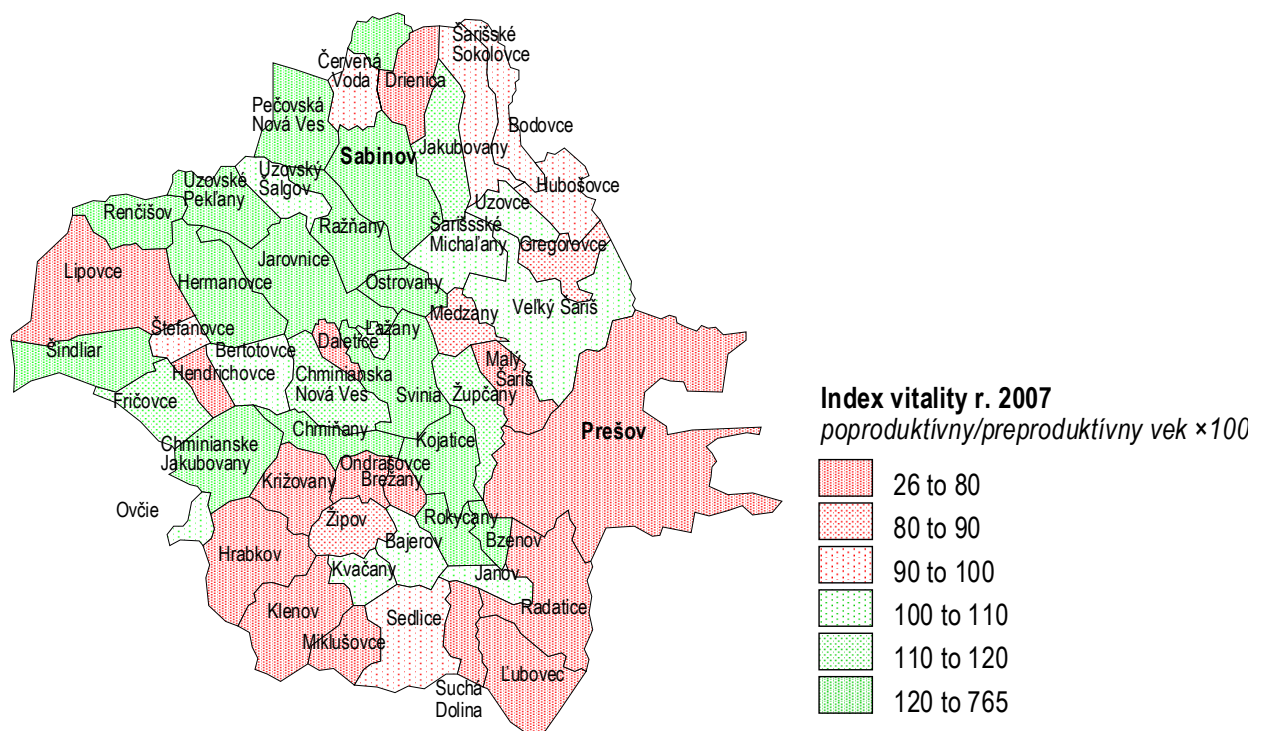 Šarišské
Sokolovce
Červená
Voda
Drienica
Pečovská
Nová Ves
Bodovce
Sabinov
Jakubovany
Uzovský
Šalgov
Hubošovce
Uzovské
Pekľany
Uzovce
Renčišov
Ražňany
Šarišsské
Michaľany
Gregorovce
Jarovnice
Lipovce
Hermanovce
Ostrovany
Veľký Šariš
Medzany
Štefanovce
Lažany
Daletice
Šindliar
Bertotovce
Malý
Šariš
Hendrichovce
Chminianska
Nová Ves
Svinia
Župčany
Fričovce
Chmiňany
Prešov
Kojatice
Chminianske
Jakubovany
Ondrašovce
Brežany
Križovany
Ovčie
Žipov
Rokycany
Bajerov
Bzenov
Hrabkov
Kvačany
Janov
Klenov
Sedlice
Radatice
Miklušovce
Ľubovec
Suchá
Dolina
Index vitality r. 2007
poproduktívny/preproduktívny vek ×100
26 to 80
80 to 90
90 to 100
100 to 110
110 to 120
120 to 765